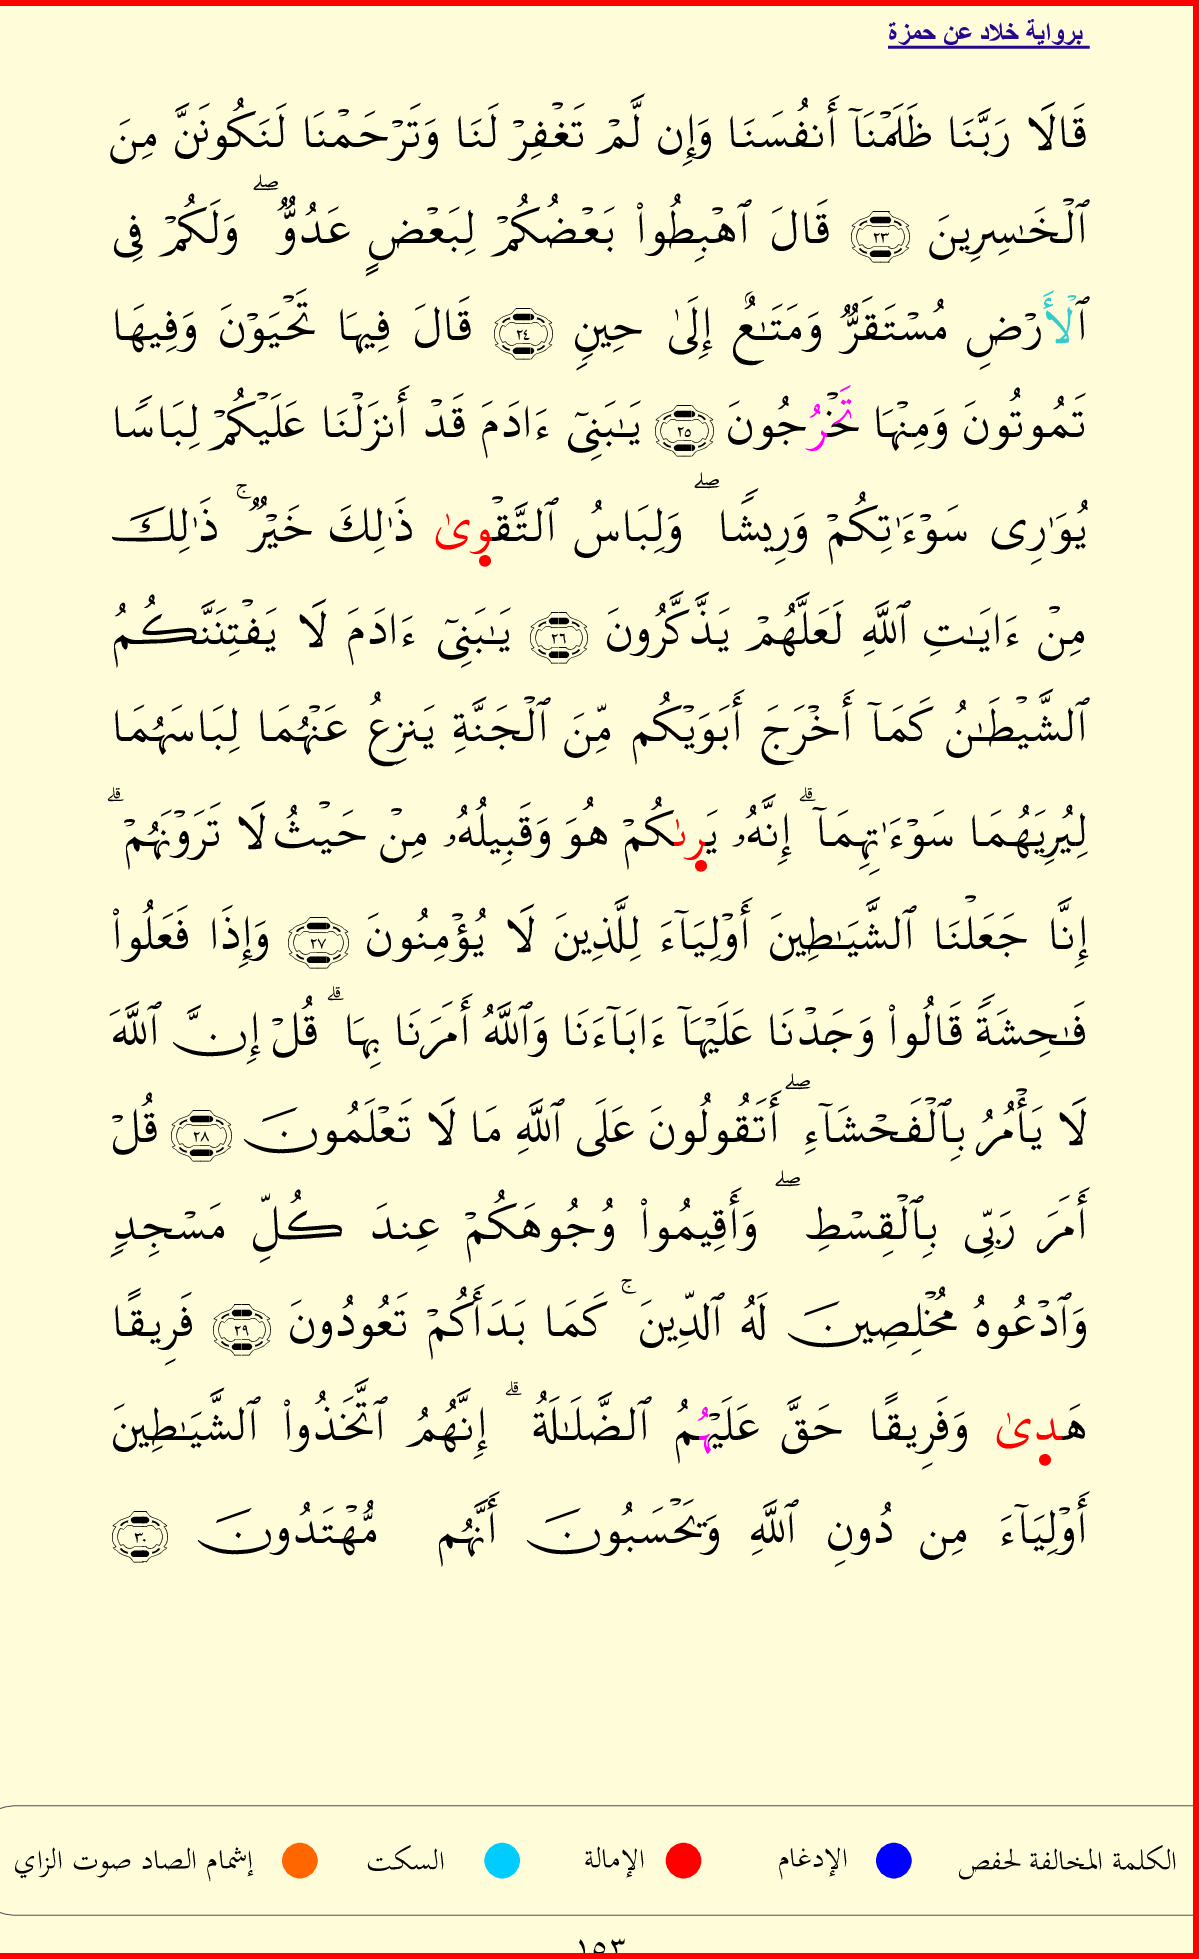 برواية خلاد عن حمزة
قَالَا رَبَّنَا ظَلَمْنَآ أَنفُسَنَا وَإِن لَّمْ تَغْفِرْ لَنَا وَتَرْحَمْنَا لَنَكُونَنَّ مِنَ
ٱلْخَـٰسِرِينَ ٢٣ قَالَ ٱهْبِطُوا۟ بَعْضُكُمْ لِبَعْضٍ عَدُوٌّ ۖ وَلَكُمْ فِى
ٱلْأَرْضِ مُسْتَقَرٌّ وَمَتَـٰعٌ إِلَىٰ حِينٍ ٢٤ قَالَ فِيهَا تَحْيَوْنَ وَفِيهَا
تَمُوتُونَ وَمِنْهَا تَخْرُجُونَ ٢٥ يَـٰبَنِىٓ ءَادَمَ قَدْ أَنزَلْنَا عَلَيْكُمْ لِبَاسًا
يُوَٰرِى سَوْءَٰتِكُمْ وَرِيشًا ۖ وَلِبَاسُ ٱلتَّقْوِىٰ ذَٰلِكَ خَيْرٌ ۚ ذَٰلِكَ
مِنْ ءَايَـٰتِ ٱللَّهِ لَعَلَّهُمْ يَذَّكَّرُونَ ٢٦ يَـٰبَنِىٓ ءَادَمَ لَا يَفْتِنَنَّكُمُ
ٱلشَّيْطَـٰنُ كَمَآ أَخْرَجَ أَبَوَيْكُم مِّنَ ٱلْجَنَّةِ يَنزِعُ عَنْهُمَا لِبَاسَهُمَا
لِيُرِيَهُمَا سَوْءَٰتِهِمَآ ۗ إِنَّهُۥ يَرىٰكُمْ هُوَ وَقَبِيلُهُۥ مِنْ حَيْثُ لَا تَرَوْنَهُمْ ۗ
إِنَّا جَعَلْنَا ٱلشَّيَـٰطِينَ أَوْلِيَآءَ لِلَّذِينَ لَا يُؤْمِنُونَ ٢٧ وَإِذَا فَعَلُوا۟
فَـٰحِشَةً قَالُوا۟ وَجَدْنَا عَلَيْهَآ ءَابَآءَنَا وَٱللَّهُ أَمَرَنَا بِهَا ۗ قُلْ إِنَّ ٱللَّهَ
لَا يَأْمُرُ بِٱلْفَحْشَآءِ ۖ أَتَقُولُونَ عَلَى ٱللَّهِ مَا لَا تَعْلَمُونَ ٢٨ قُلْ
أَمَرَ رَبِّى بِٱلْقِسْطِ ۖ وَأَقِيمُوا۟ وُجُوهَكُمْ عِندَ كُلِّ مَسْجِدٍ
وَٱدْعُوهُ مُخْلِصِينَ لَهُ ٱلدِّينَ ۚ كَمَا بَدَأَكُمْ تَعُودُونَ ٢٩ فَرِيقًا
هَدِىٰ وَفَرِيقًا حَقَّ عَلَيْهُمُ ٱلضَّلَـٰلَةُ ۗ إِنَّهُمُ ٱتَّخَذُوا۟ ٱلشَّيَـٰطِينَ
أَوْلِيَآءَ مِن دُونِ ٱللَّهِ وَيَحْسَبُونَ أَنَّهُم مُّهْتَدُونَ ٣٠
الكلمة المخالفة لحفص الإدغام الإمالة السكت إشمام الصاد صوت الزاي
١٥٣